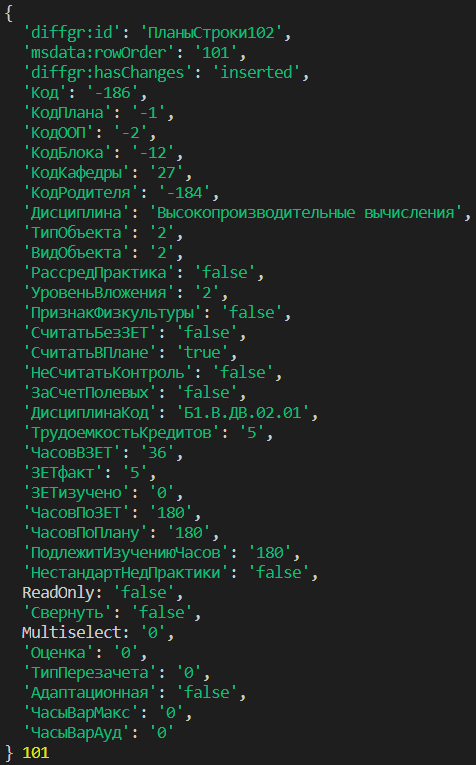 {
'diffgr:id': 'ПланыСтроки102',
'msdata:rowOrder': '101',
'diffgr:hasChanges': 'inserted',
'Код': '-186',
'КодПлана': '-1',
'КодООП': '-2',
'КодБлока': '-12',
'КодКафедры': '27',
'КодРодителя': '-184',
'Дисциплина': 'Высокопроизводительные вычисления',
'ТипОбъекта': '2',
'ВидОбъекта': '2',
'РассредПрактика': 'false',
'УровеньВложения': '2',
'ПризнакФизкультуры': 'false',
'СчитатьБезЗЕТ': 'false',
'СчитатьВПлане': 'true',
'НеСчитатьКонтроль': 'false',
'ЗаСчетПолевых': 'false',
'ДисциплинаКод': 'Б1.В.ДВ.02.01',
'ТрудоемкостьКредитов': '5',
'ЧасовВЗЕТ': '36',
'ЗЕТфакт': '5',
'ЗЕТизучено': '0',
'ЧасовПоЗЕТ': '180',
'ЧасовПоПлану': '180',
'ПодлежитИзучениюЧасов': '180',
'НестандартНедПрактики': 'false',
ReadOnly: 'false',
'Свернуть': 'false',
Multiselect: '0',
'Оценка': '0',
'ТипПерезачета': '0',
'Адаптационная': 'false',
'ЧасыВарМакс': '0',
'ЧасыВарАуд': '0'
} 101